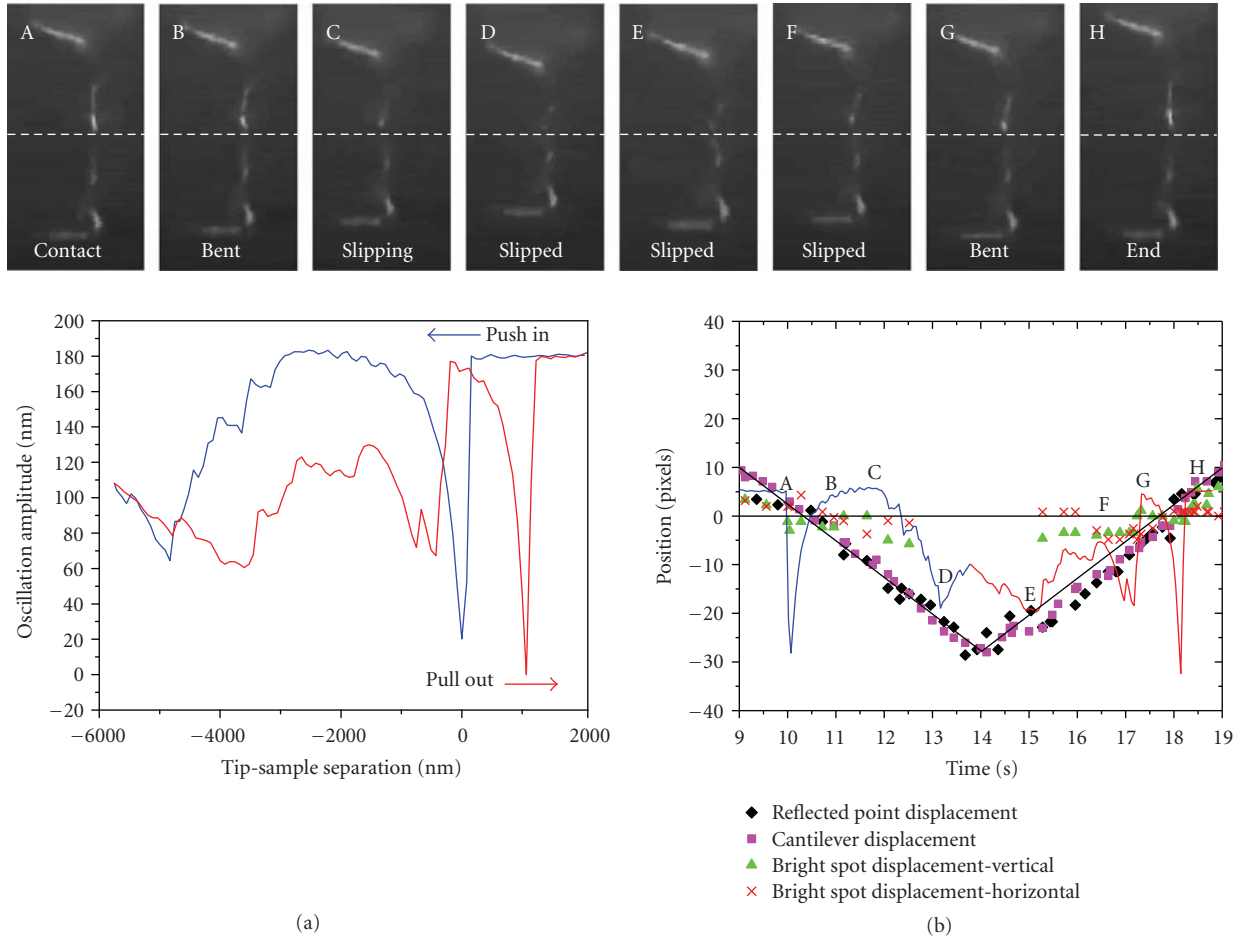 A B C D E F G H
Contact Bent Slipping Slipped Slipped Slipped Bent End
200
180
160
140
120
100
80
60
40
20
0
−20
Oscillation amplitude (nm)
Push in
Pull out
−6000 −4000 −2000 0 2000
Tip-sample separation (nm)
(a)
40
30
20
10
0
−10
−20
−30
−40
Position (pixels)
A B C D E F G H
9 10 11 12 13 14 15 16 17 18 19
Time (s)
Reflected point displacement
Cantilever displacement
Bright spot displacement-vertical
Bright spot displacement-horizontal
(b)